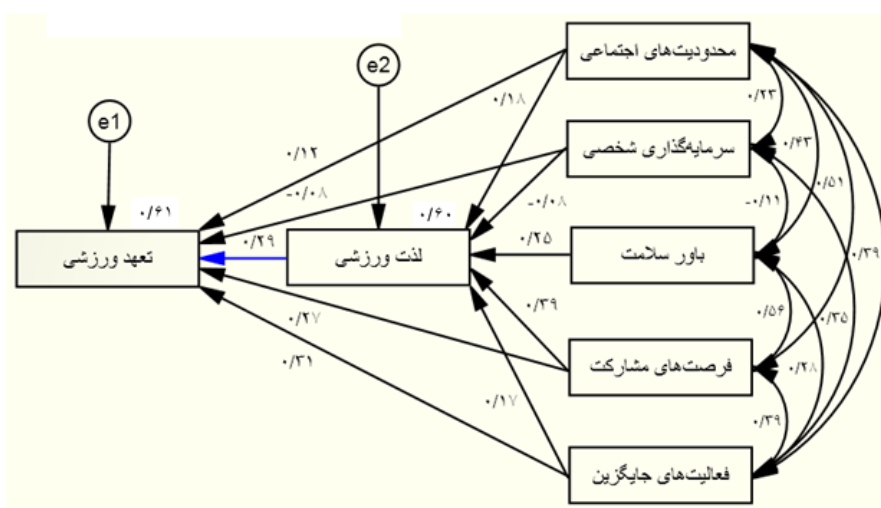 محدودیت‌های اجتماعی
e2
۰/۱۸
۰/۲۳
e1
۰/۱۲
سرمایه‌گذاری شخصی
۰/۴۳
-۰/۰۸
۰/۵۱
-۰/۱۱
-۰/۰۸
۰/۶۱
۰/۶۰
تعهد ورزشی
۰/۲۹
لذت ورزشی
۰/۲۵
باور سلامت
۰/۳۹
۰/۳۹
۰/۵۶
۰/۳۵
۰/۲۷
۰/۳۱
فرصت‌های مشارکت
۰/۲۸
۰/۱۷
۰/۳۹
فعالیت‌های جایگزین